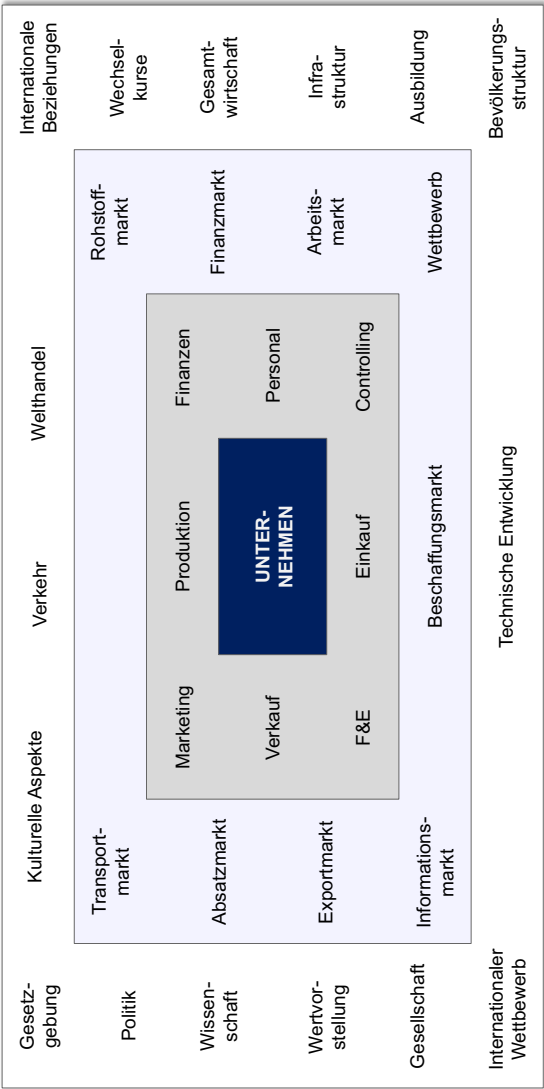 Gesetz-
gebung
Kulturelle Aspekte
Verkehr
Welthandel
Internationale
Beziehungen
Politik
Transport-
markt
Rohstoff-
markt
Wechsel-
kurse
Marketing
Produktion
Finanzen
Wissen-
schaft
Absatzmarkt
Finanzmarkt
Gesamt-
wirtschaft
Verkauf
UNTER-
NEHMEN
Personal
Wertvor-
stellung
Exportmarkt
Arbeits-
markt
Infra-
struktur
F&E
Einkauf
Controlling
Gesellschaft
Informations-
markt
Beschaffungsmarkt
Wettbewerb
Ausbildung
Internationaler
Wettbewerb
Technische Entwicklung
Bevölkerungs-
struktur